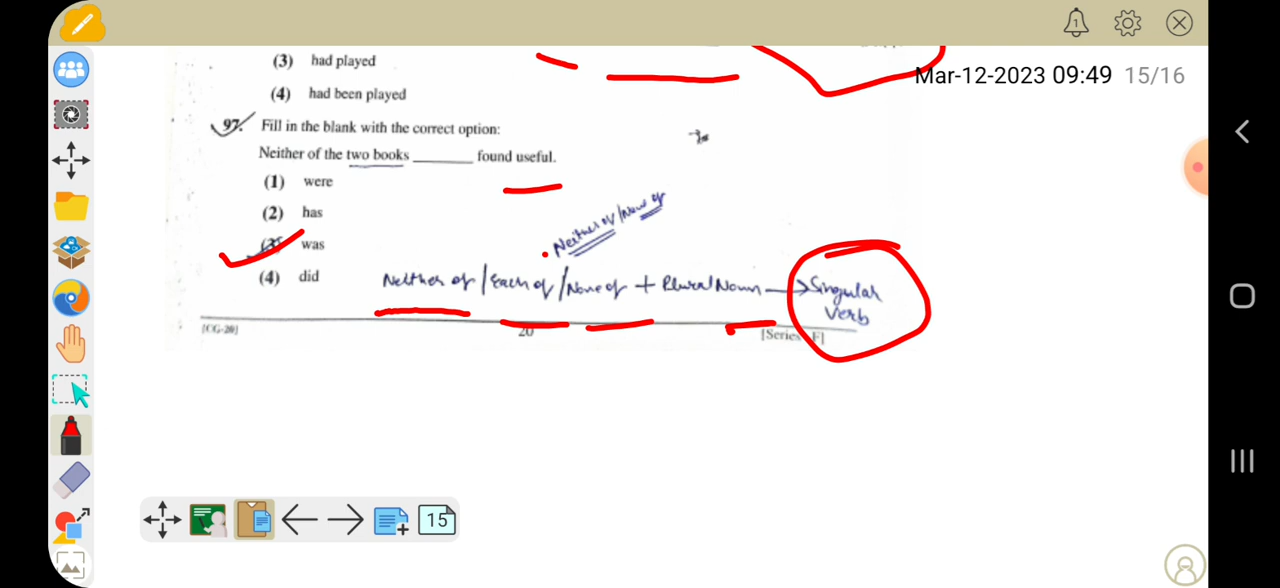 1
Mar-12-2023 09:49 15/16
(3) had played
(4) had been played
97. Fill in the blank with the correct option:
Neither of the two books ______ found useful.
(1) were
(2) has
(3) was
(4) did
Neither of/None of
Neither of/Each of/None of + Plural Noun → Singular
Verb
[CG-20] 20 [Series F]
15